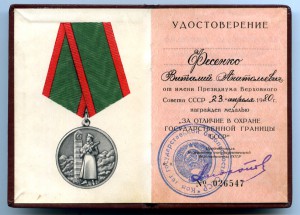 УДОСТОВЕРЕНИЕ
Фесенко
Виталий Анатольевич
от имени Президиума Верховного
Совета СССР 23 апреля 1980г.
награжден медалью
"ЗА ОТЛИЧИЕ В ОХРАНЕ
ГОСУДАРСТВЕННОЙ ГРАНИЦЫ
СССР"
№ 026547